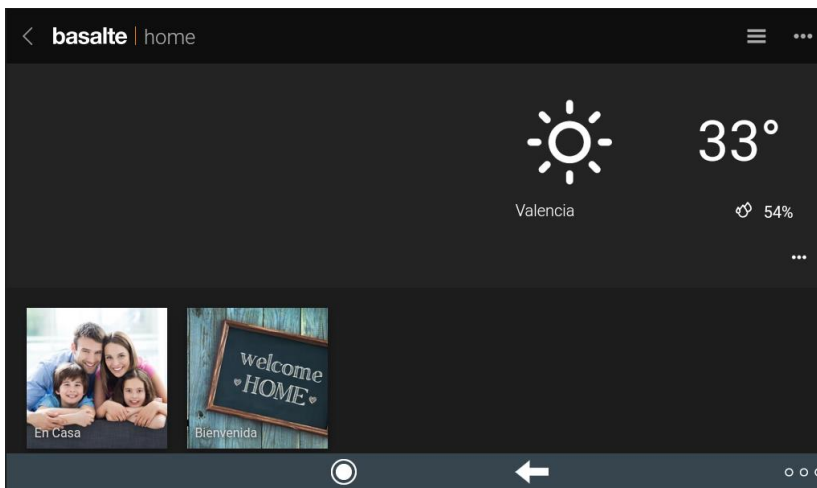 basalte | home
33°
Valencia
54%
welcome
HOME
En Casa
Bienvenida